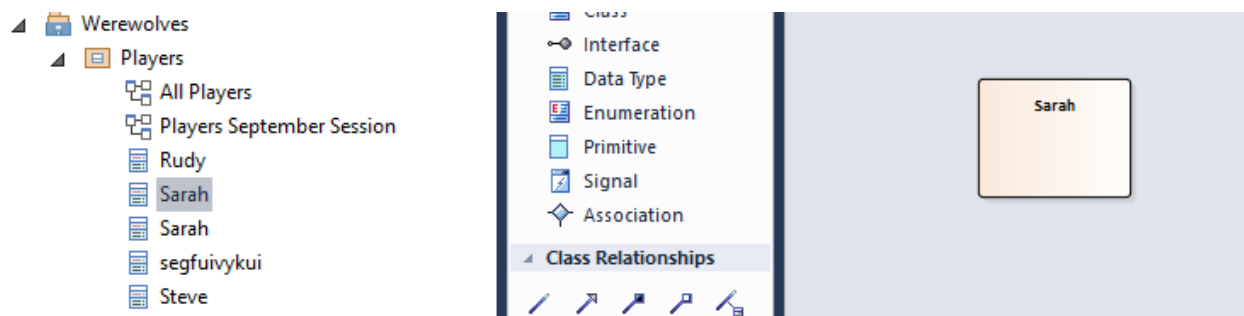 Werewolves
Players
All Players
Players September Session
Rudy
Sarah
Sarah
segfuivykui
Steve
Class
Interface
Data Type
Enumeration
Primitive
Signal
Association
Class Relationships
Sarah